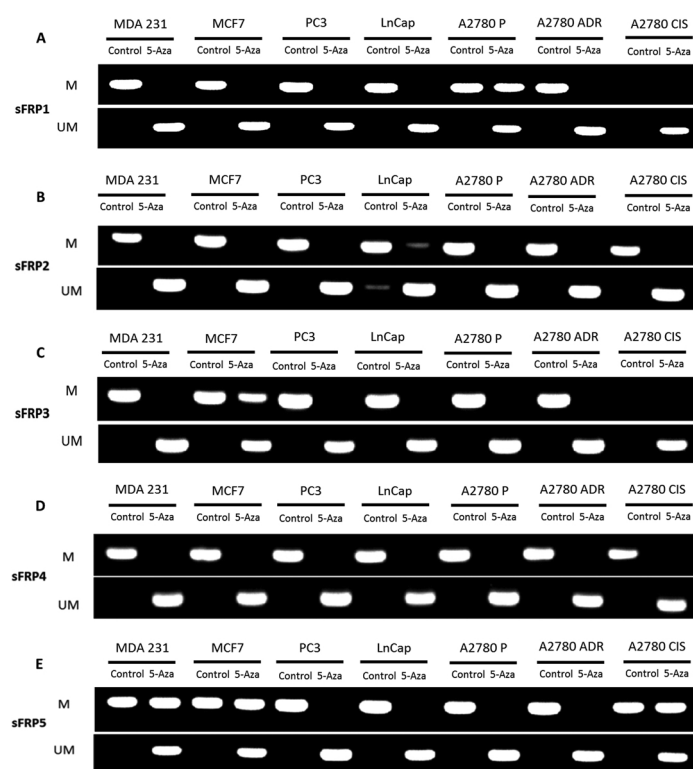 A
MDA 231 MCF7 PC3 LnCap A2780 P A2780 ADR A2780 CIS
Control 5-Aza Control 5-Aza Control 5-Aza Control 5-Aza Control 5-Aza Control 5-Aza Control 5-Aza
M
sFRP1
UM
B
MDA 231 MCF7 PC3 LnCap A2780 P A2780 ADR A2780 CIS
Control 5-Aza Control 5-Aza Control 5-Aza Control 5-Aza Control 5-Aza Control 5-Aza Control 5-Aza
M
sFRP2
UM
C
MDA 231 MCF7 PC3 LnCap A2780 P A2780 ADR A2780 CIS
Control 5-Aza Control 5-Aza Control 5-Aza Control 5-Aza Control 5-Aza Control 5-Aza Control 5-Aza
M
sFRP3
UM
D
MDA 231 MCF7 PC3 LnCap A2780 P A2780 ADR A2780 CIS
Control 5-Aza Control 5-Aza Control 5-Aza Control 5-Aza Control 5-Aza Control 5-Aza Control 5-Aza
M
sFRP4
UM
E
MDA 231 MCF7 PC3 LnCap A2780 P A2780 ADR A2780 CIS
Control 5-Aza Control 5-Aza Control 5-Aza Control 5-Aza Control 5-Aza Control 5-Aza Control 5-Aza
M
sFRP5
UM